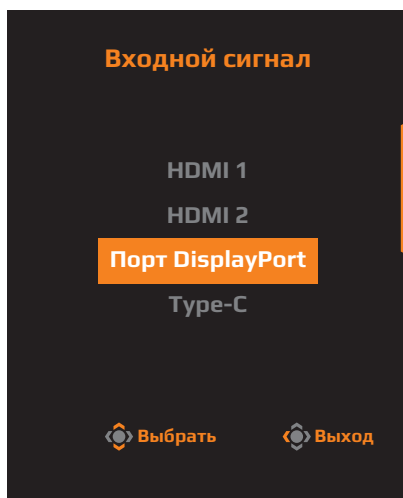 Входной сигнал
HDMI 1
HDMI 2
Порт DisplayPort
Type-C
Выбрать Выход